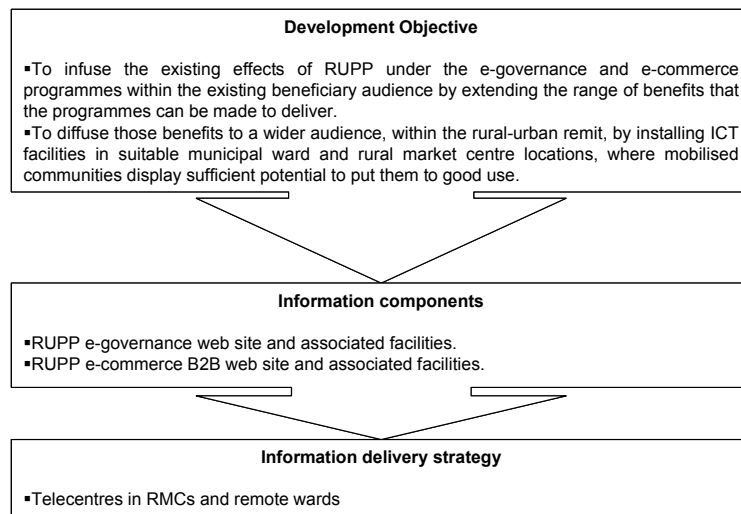 Development Objective
▪To infuse the existing effects of RUPP under the e-governance and e-commerce
programmes within the existing beneficiary audience by extending the range of benefits that
the programmes can be made to deliver.
▪To diffuse those benefits to a wider audience, within the rural-urban remit, by installing ICT
facilities in suitable municipal ward and rural market centre locations, where mobilised
communities display sufficient potential to put them to good use.
Information components
▪RUPP e-governance web site and associated facilities.
▪RUPP e-commerce B2B web site and associated facilities.
Information delivery strategy
▪Telecentres in RMCs and remote wards